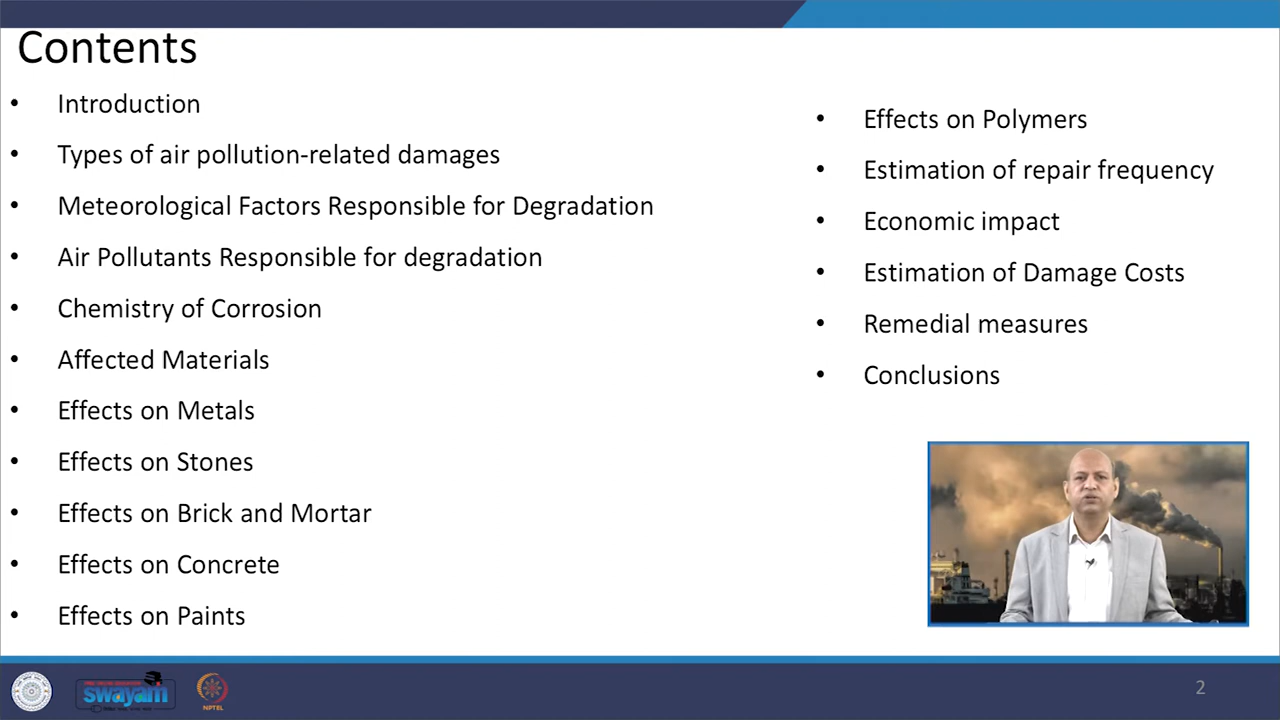 Contents
• Introduction
• Types of air pollution-related damages
• Meteorological Factors Responsible for Degradation
• Air Pollutants Responsible for degradation
• Chemistry of Corrosion
• Affected Materials
• Effects on Metals
• Effects on Stones
• Effects on Brick and Mortar
• Effects on Concrete
• Effects on Paints
• Effects on Polymers
• Estimation of repair frequency
• Economic impact
• Estimation of Damage Costs
• Remedial measures
• Conclusions
swayam
NPTEL
2